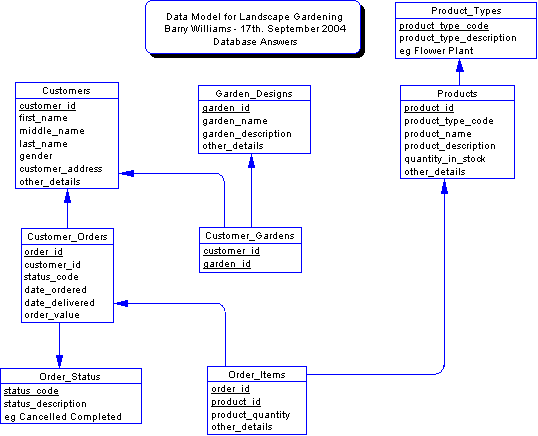 Data Model for Landscape Gardening
Barry Williams - 17th. September 2004
Database Answers
Product_Types
product_type_code
product_type_description
eg Flower Plant
Customers
customer_id
first_name
middle_name
last_name
gender
customer_address
other_details
Garden_Designs
garden_id
garden_name
garden_description
other_details
Products
product_id
product_type_code
product_name
product_description
quantity_in_stock
other_details
Customer_Orders
order_id
customer_id
status_code
date_ordered
date_delivered
order_value
Customer_Gardens
customer_id
garden_id
Order_Status
status_code
status_description
eg Cancelled Completed
Order_Items
order_id
product_id
product_quantity
other_details